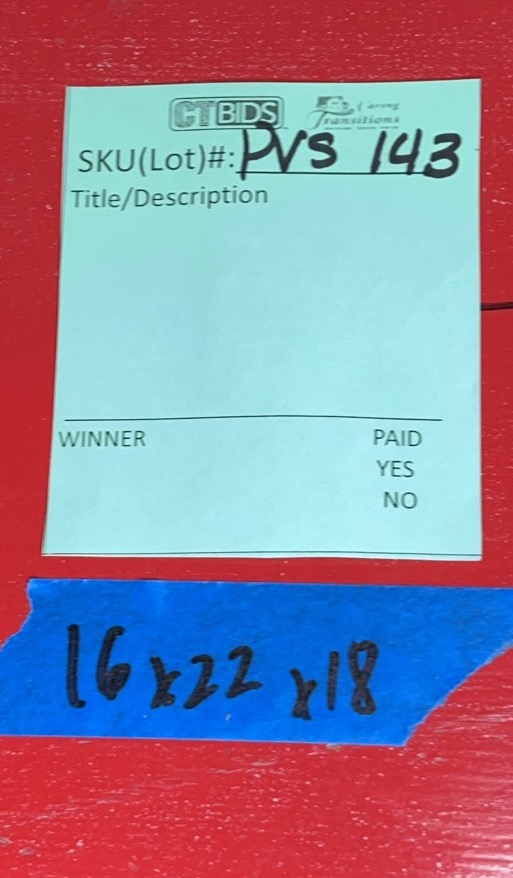 CTBIDS Caring Transitions
SKU(Lot)#: PVS 143
Title/Description
WINNER PAID
YES
NO
16x22x18